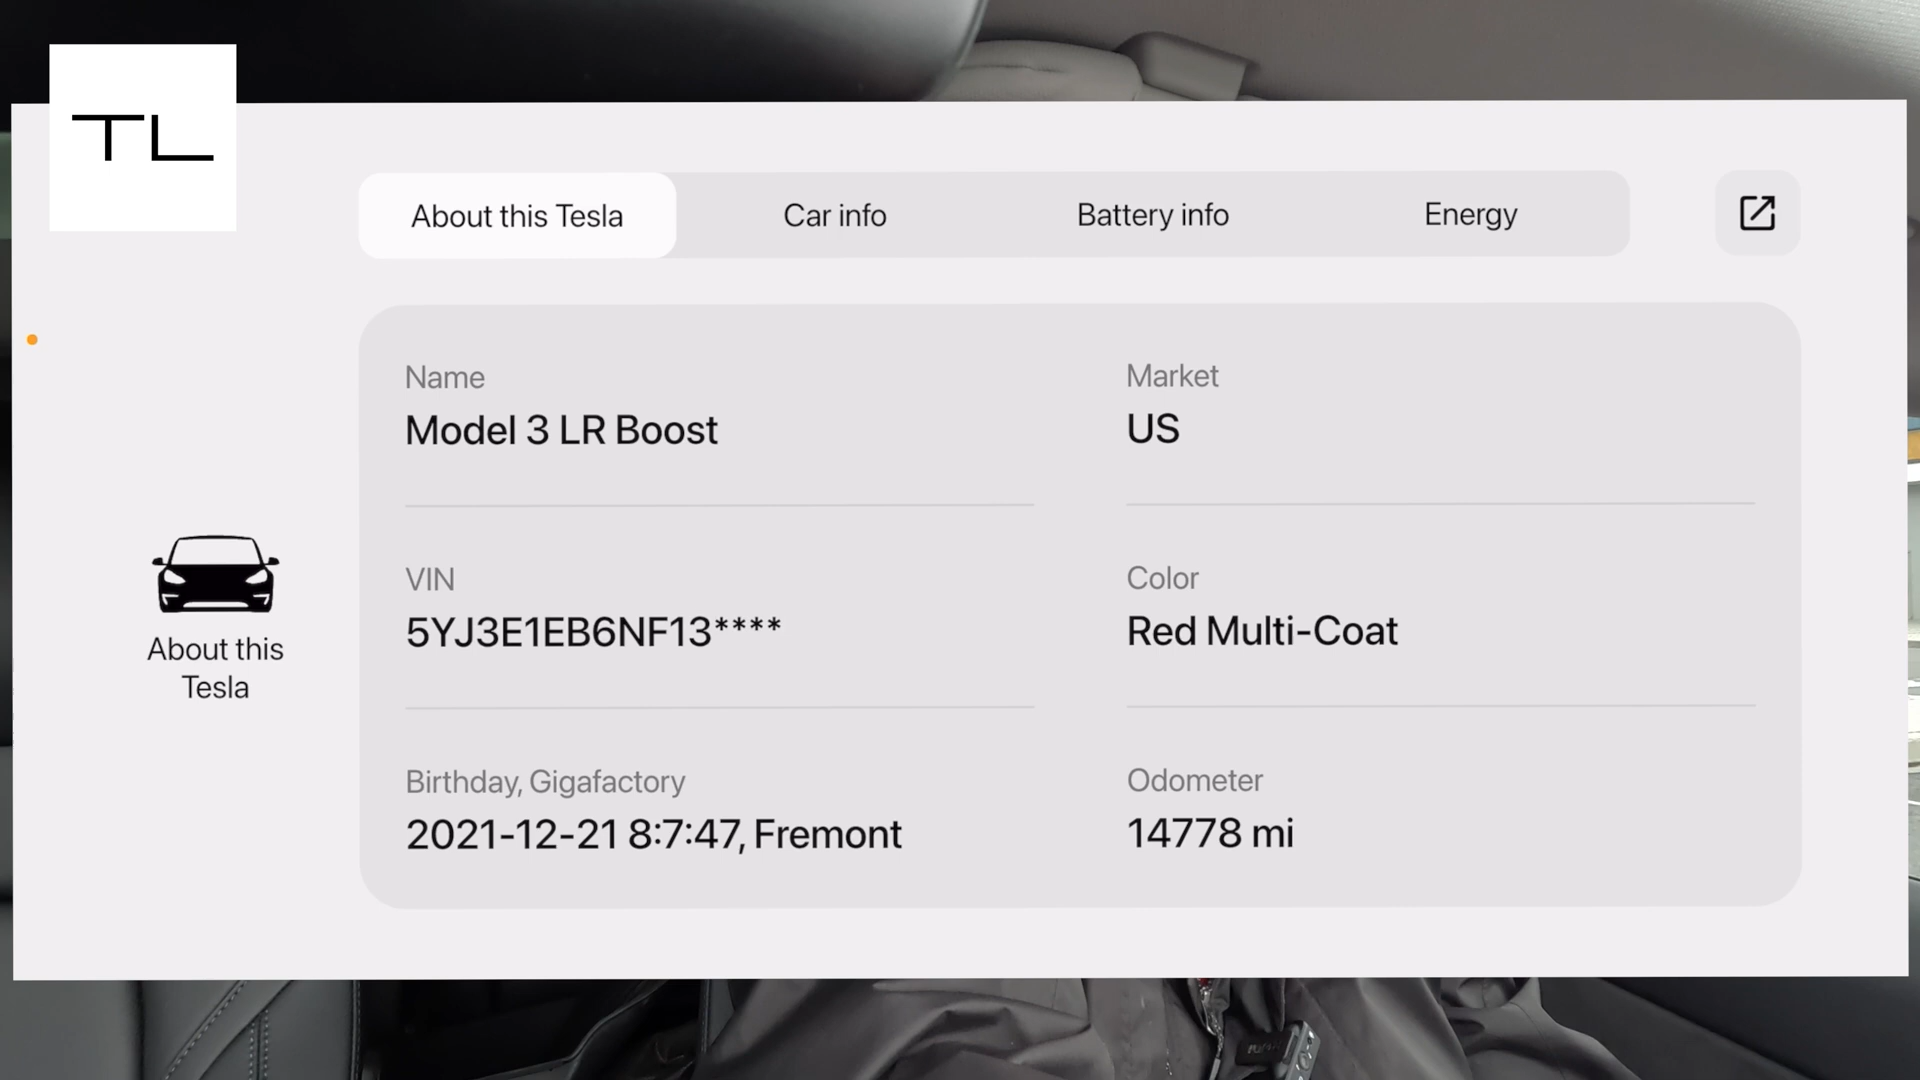 TL
About this Tesla
Car info
Battery info
Energy
Name
Model 3 LR Boost
Market
US
VIN
5YJ3E1EB6NF13****
Color
Red Multi-Coat
About this
Tesla
Birthday, Gigafactory
2021-12-21 8:7:47, Fremont
Odometer
14778 mi